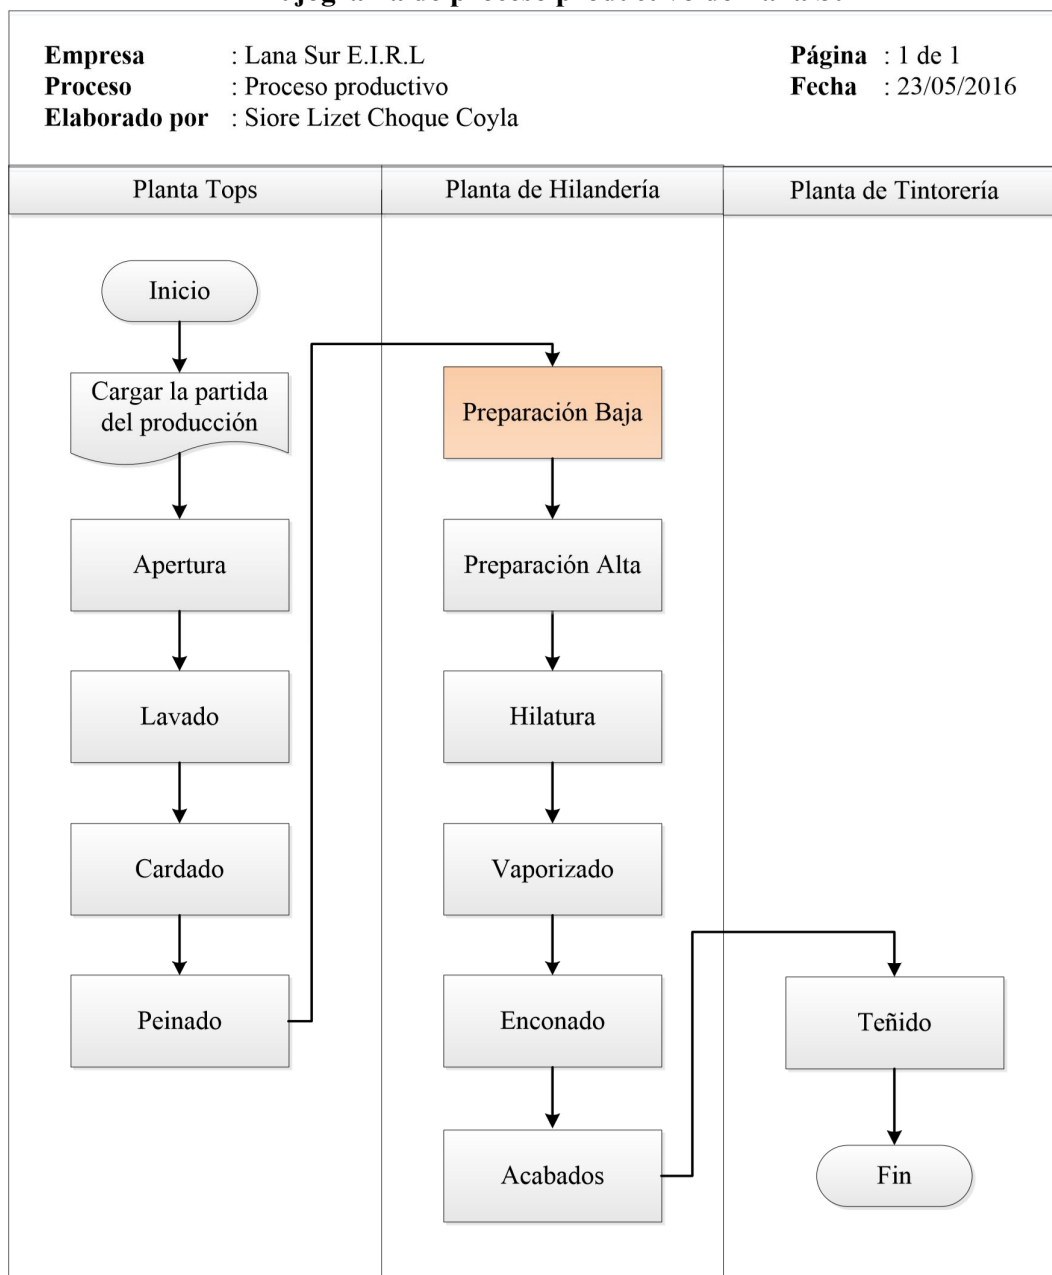 Empresa : Lana Sur E.I.R.L
Página : 1 de 1
Proceso : Proceso productivo
Fecha : 23/05/2016
Elaborado por : Siore Lizet Choque Coyla
Planta Tops
Planta de Hilandería
Planta de Tintorería
Inicio
Cargar la partida
del producción
Apertura
Lavado
Cardado
Peinado
Preparación Baja
Preparación Alta
Hilatura
Vaporizado
Enconado
Acabados
Teñido
Fin